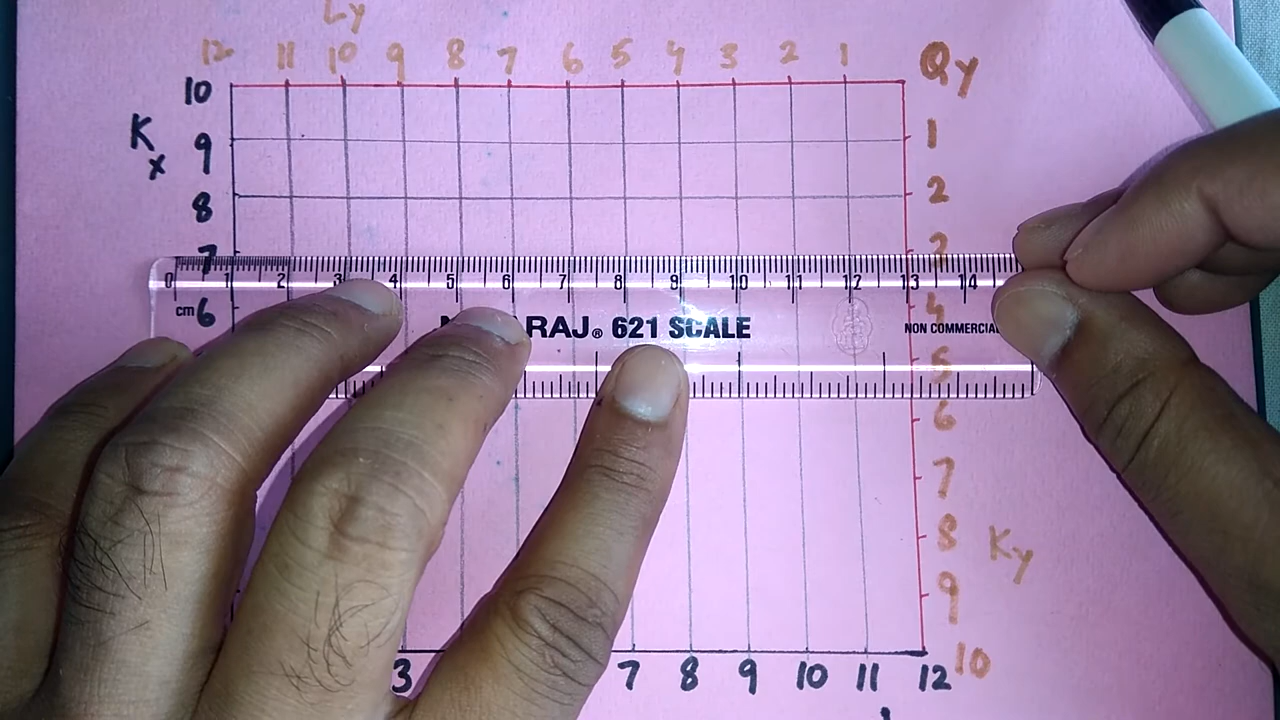 Ly
12 11 10 9 8 7 6 5 4 3 2 1 Qy
10
Kx 9 1
8 2
7 3
0 1 2 3 4 5 6 7 8 9 10 11 12 13 14
cm 6 4
RAJ® 621 SCALE NON COMMERCIAL
5
6
7
8 Ky
9
10
3 7 8 9 10 11 12